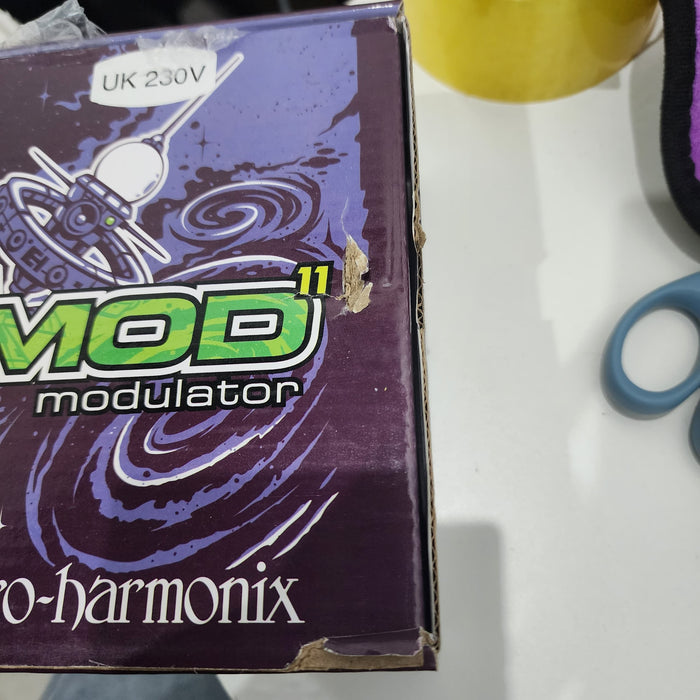 UK 230V
MOD 11
modulator
ro-harmonix